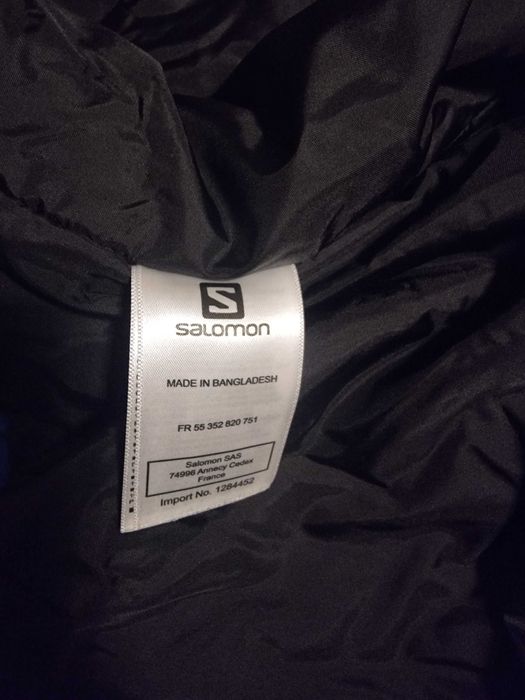 S
salomon
MADE IN BANGLADESH
FR 55 352 820 751
Salomon SAS
74996 Annecy Cedex
France
Import No. 1284452